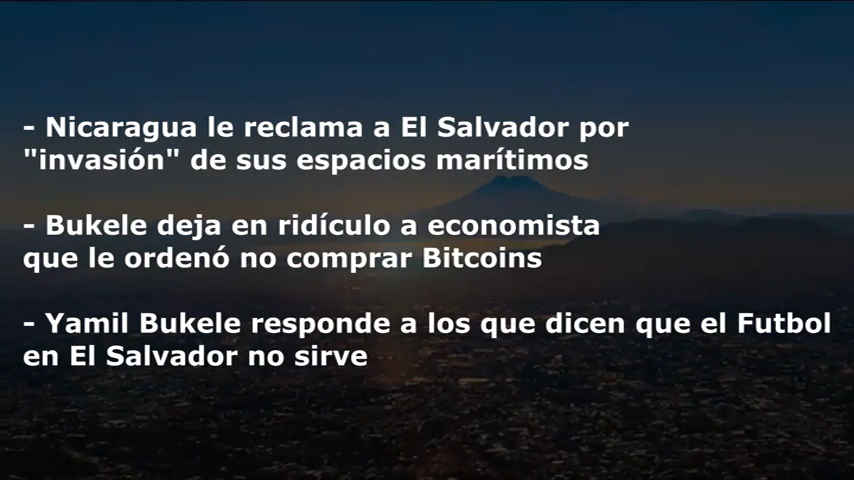 - Nicaragua le reclama a El Salvador por
"invasión" de sus espacios marítimos
- Bukele deja en ridículo a economista
que le ordenó no comprar Bitcoins
- Yamil Bukele responde a los que dicen que el Futbol
en El Salvador no sirve